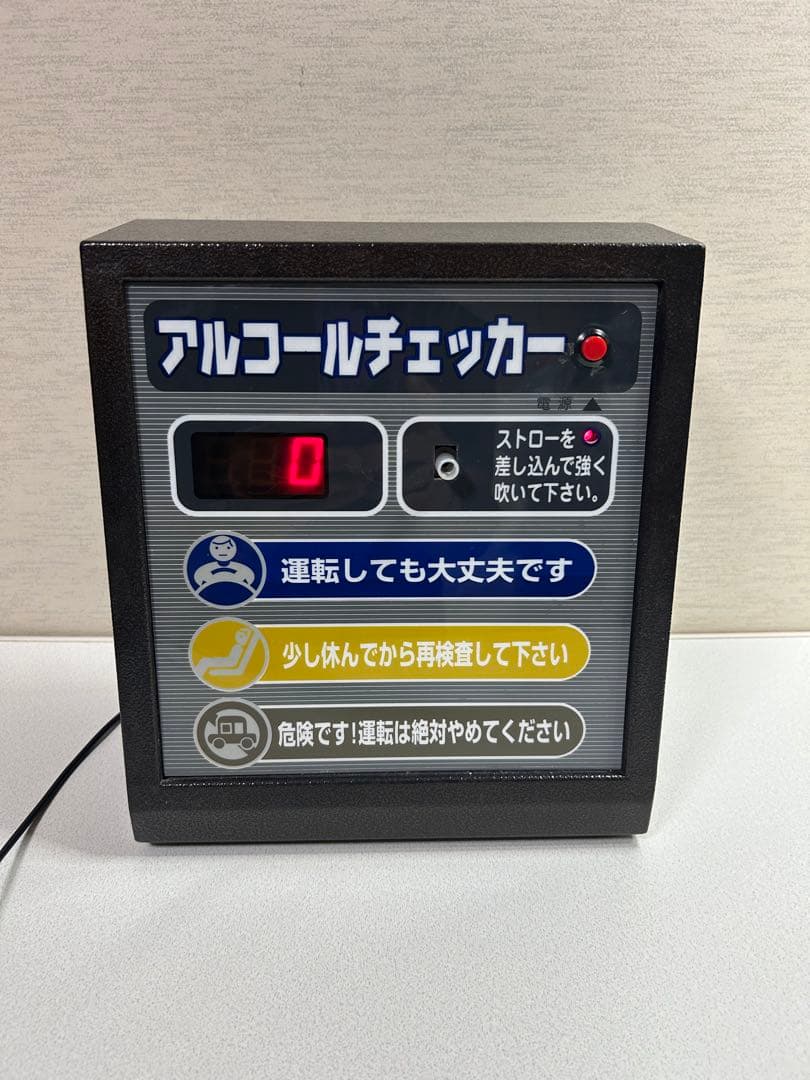 アルコールチェッカー
電源▲
0
ストローを
差し込んで強く
吹いて下さい。
運転しても大丈夫です
少し休んでから再検査して下さい
危険です!運転は絶対やめてください